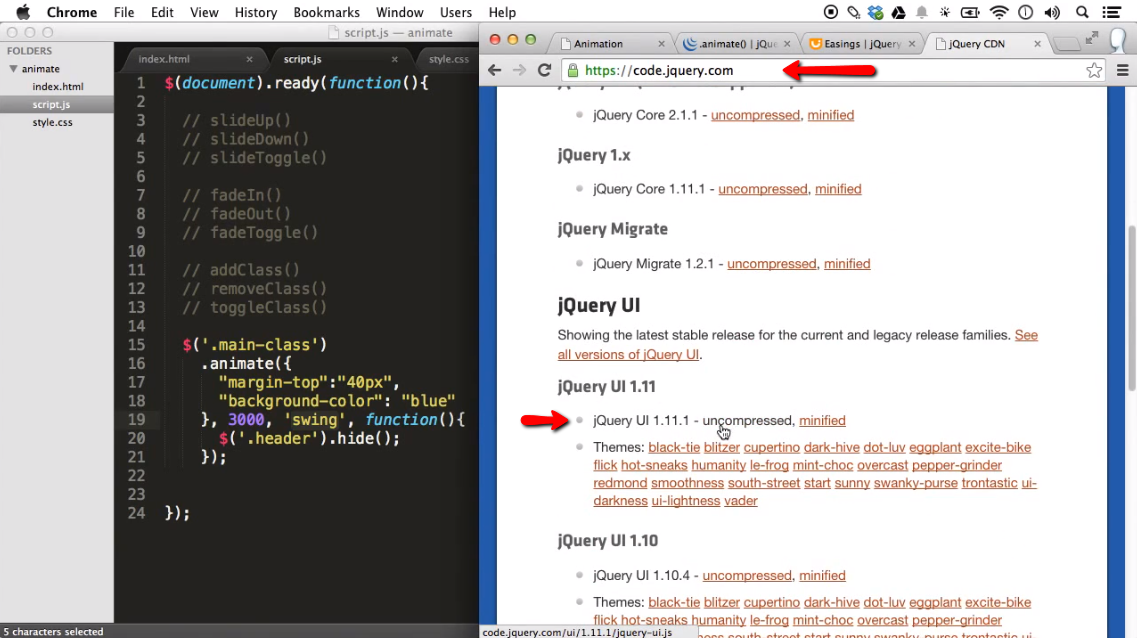 Chrome File Edit View History Bookmarks Window Users Help
script.js — animate
FOLDERS
animate
index.html
script.js
style.css
index.html script.js style.css
1 $(document).ready(function(){
2
3 // slideUp()
4 // slideDown()
5 // slideToggle()
6
7 // fadeIn()
8 // fadeOut()
9 // fadeToggle()
10
11 // addClass()
12 // removeClass()
13 // toggleClass()
14
15 $('.main-class')
16 .animate({
17 "margin-top":"40px",
18 "background-color": "blue"
19 }, 3000, 'swing', function(){
20 $('.header').hide();
21 });
22
23
24 });
5 characters selected
Animation .animate() | jQue Easings | jQuery jQuery CDN
https://code.jquery.com
jQuery Core 2.1.1 - uncompressed, minified
jQuery 1.x
jQuery Core 1.11.1 - uncompressed, minified
jQuery Migrate
jQuery Migrate 1.2.1 - uncompressed, minified
jQuery UI
Showing the latest stable release for the current and legacy release families. See
all versions of jQuery UI.
jQuery UI 1.11
jQuery UI 1.11.1 - uncompressed, minified
Themes: black-tie blitzer cupertino dark-hive dot-luv eggplant excite-bike
flick hot-sneaks humanity le-frog mint-choc overcast pepper-grinder
redmond smoothness south-street start sunny swanky-purse trontastic ui-
darkness ui-lightness vader
jQuery UI 1.10
jQuery UI 1.10.4 - uncompressed, minified
Themes: black-tie blitzer cupertino dark-hive dot-luv eggplant excite-bike
flick hot-sneaks humanity le-frog mint-choc overcast pepper-grinder
code.jquery.com/ui/1.11.1/jquery-ui.js